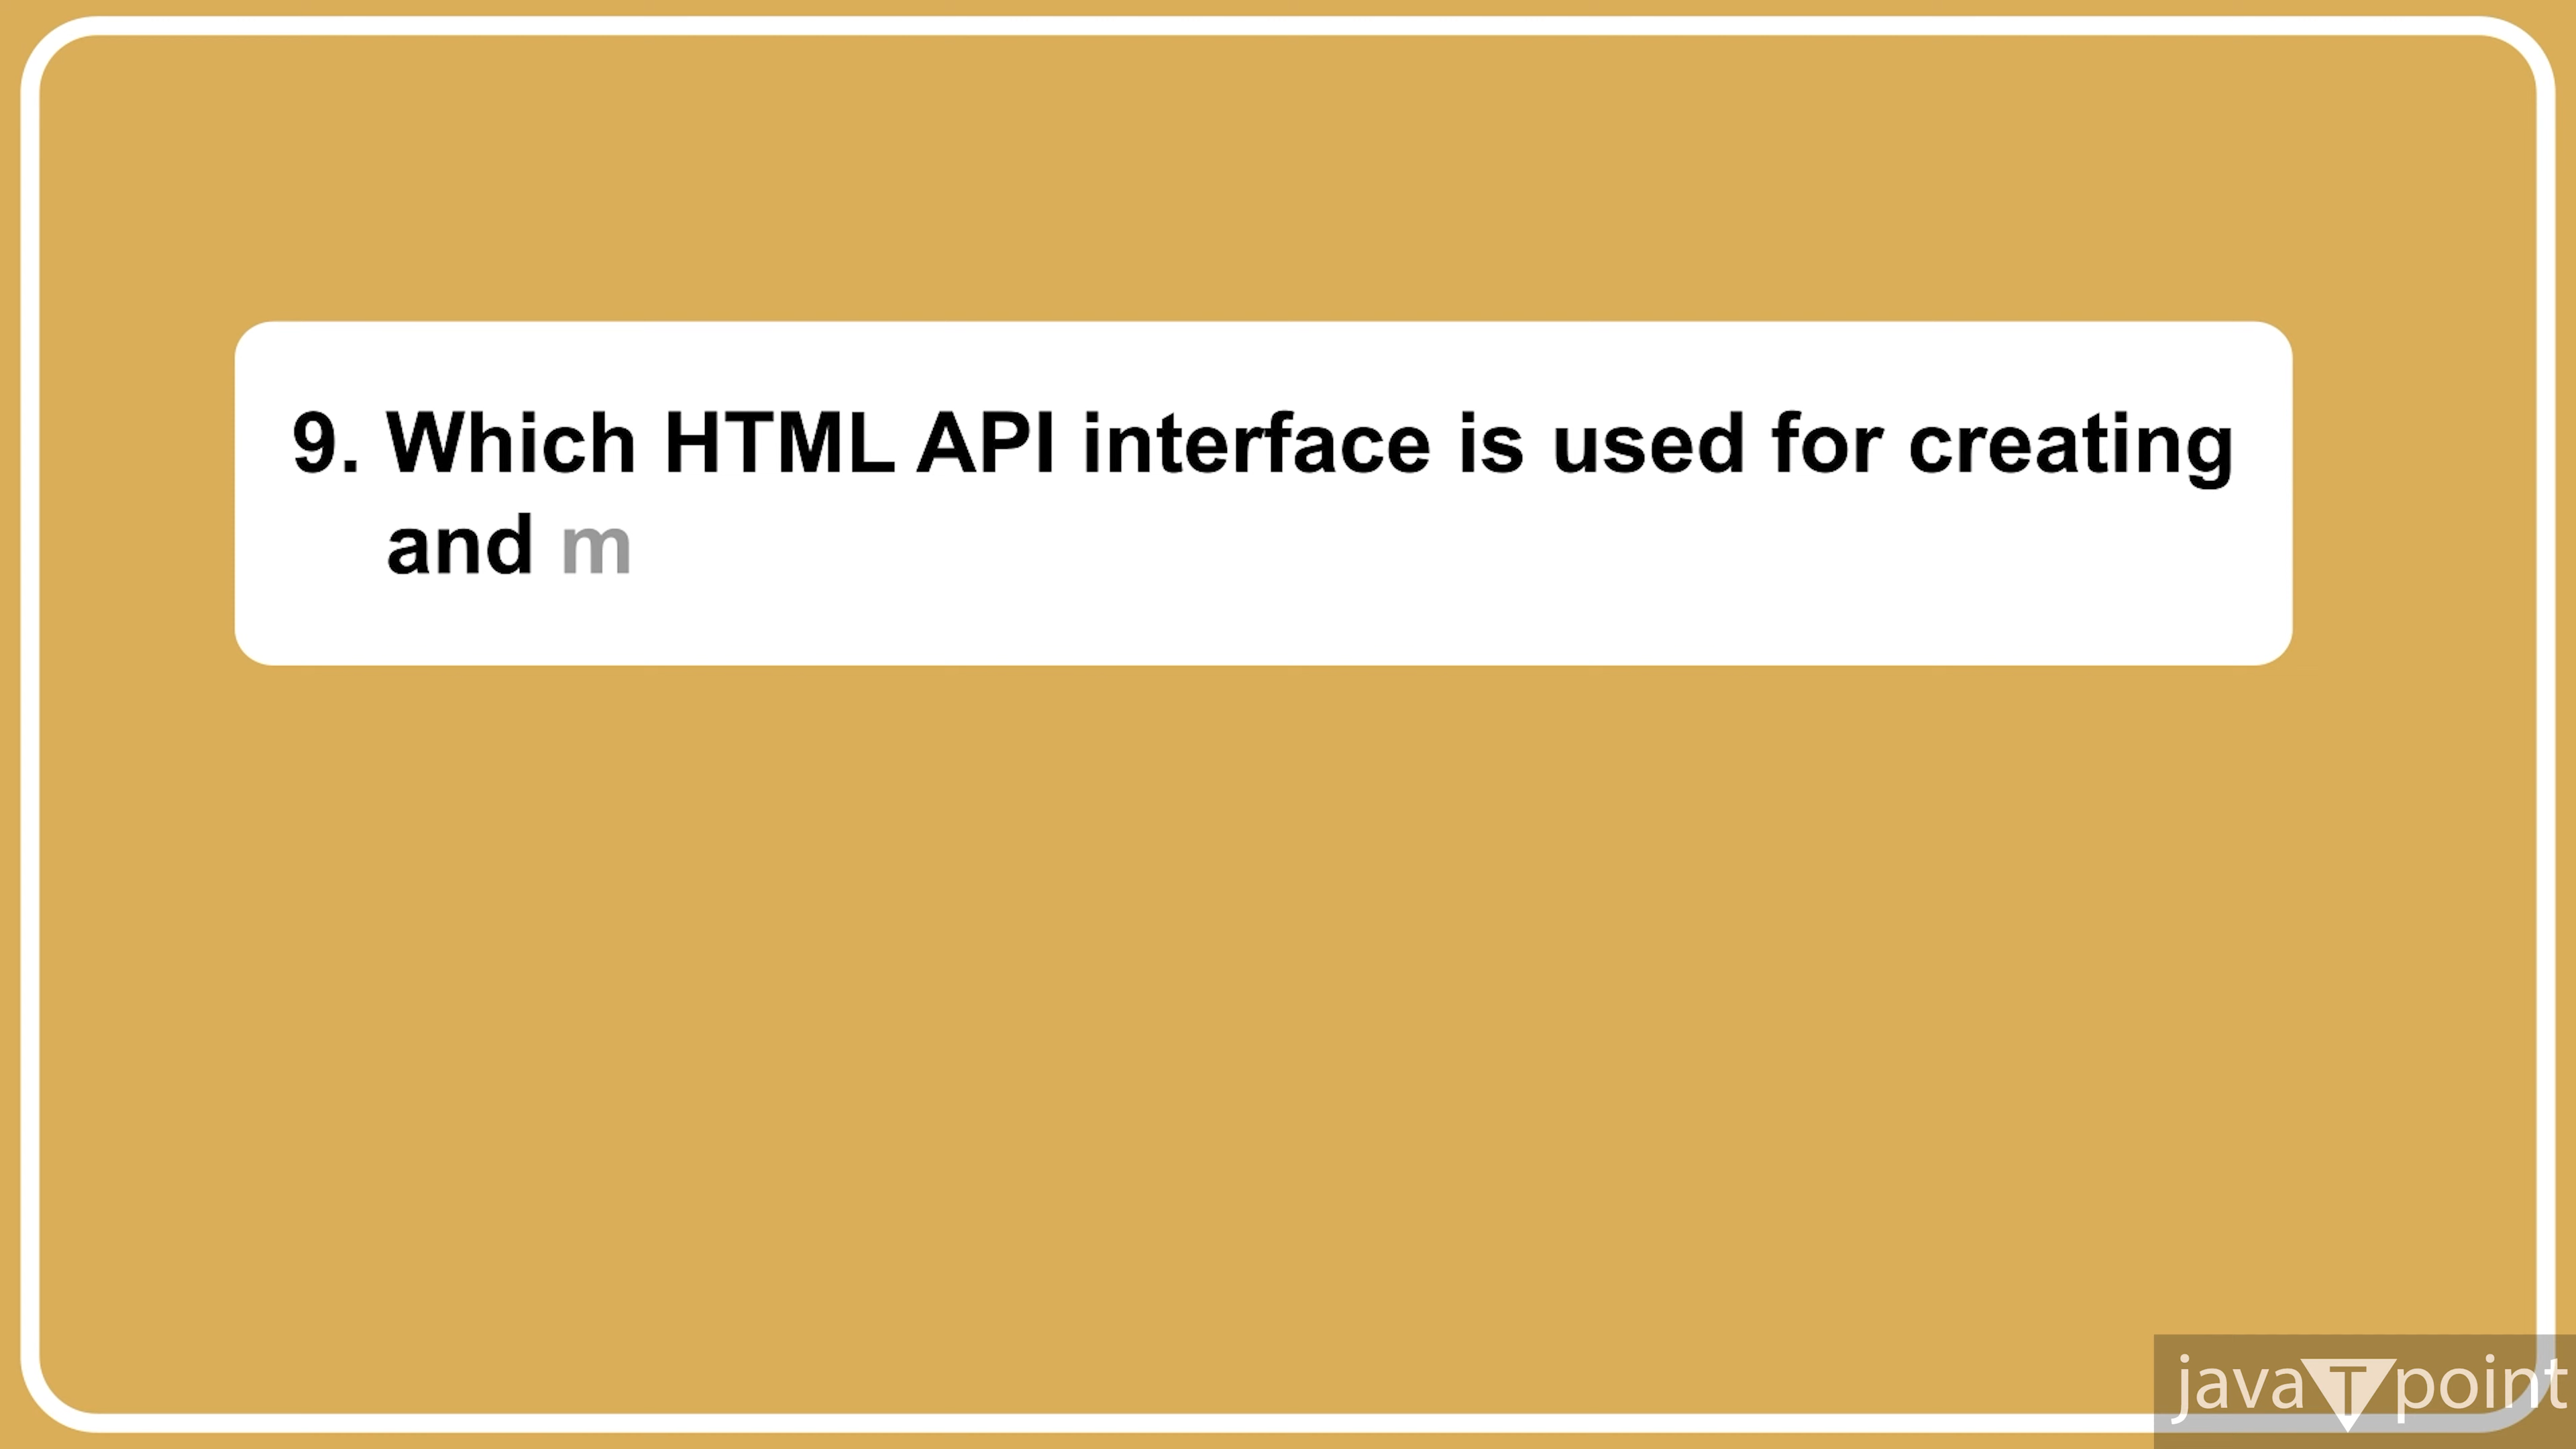 9. Which HTML API interface is used for creating
and m
javaTpoint